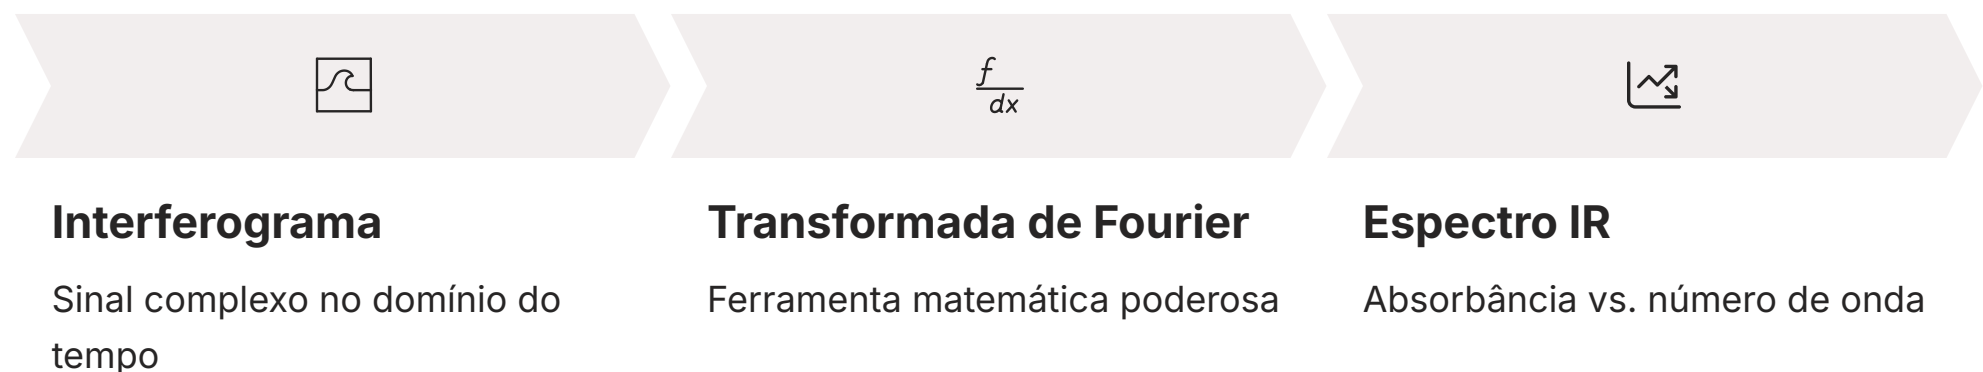 f
dx
Interferograma
Sinal complexo no domínio do
tempo
Transformada de Fourier
Ferramenta matemática poderosa
Espectro IR
Absorbância vs. número de onda